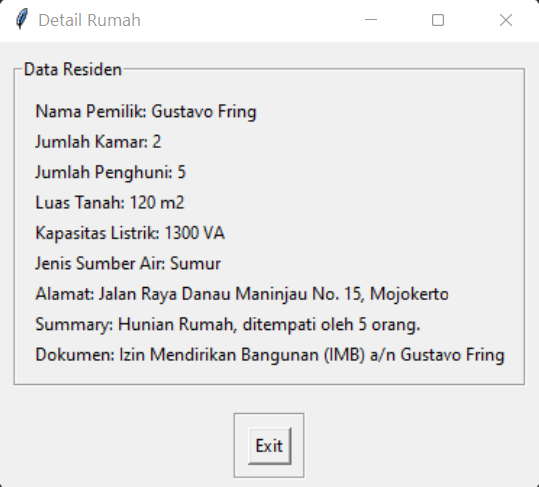 Detail Rumah
Data Residen
Nama Pemilik: Gustavo Fring
Jumlah Kamar: 2
Jumlah Penghuni: 5
Luas Tanah: 120 m2
Kapasitas Listrik: 1300 VA
Jenis Sumber Air: Sumur
Alamat: Jalan Raya Danau Maninjau No. 15, Mojokerto
Summary: Hunian Rumah, ditempati oleh 5 orang.
Dokumen: Izin Mendirikan Bangunan (IMB) a/n Gustavo Fring
Exit